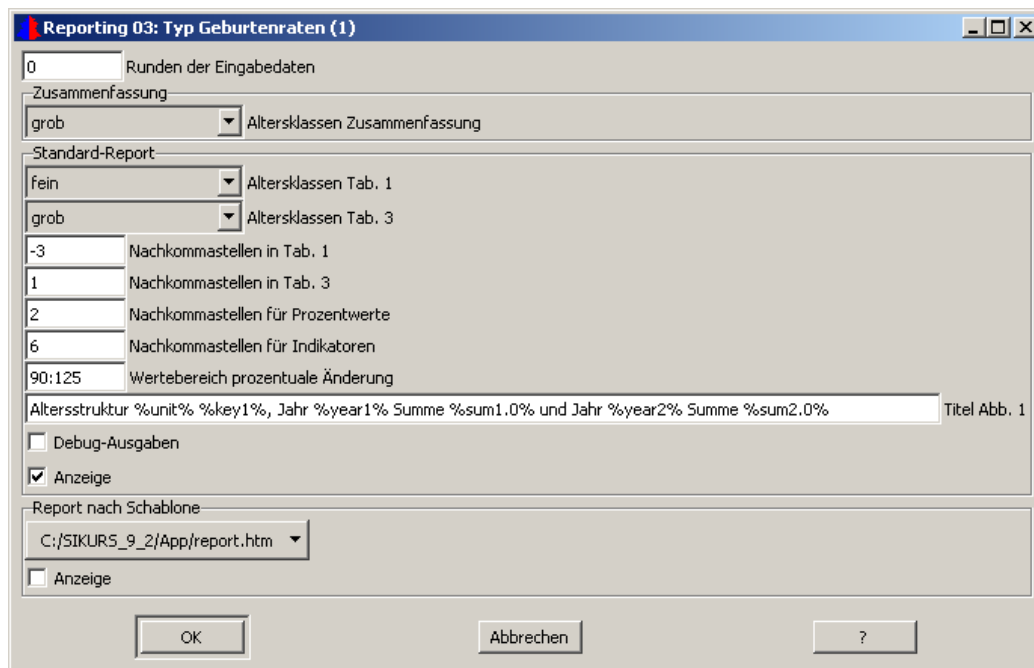 Reporting 03: Typ Geburtenraten (1)
0 Runden der Eingabedaten
Zusammenfassung
grob Altersklassen Zusammenfassung
Standard-Report
fein Altersklassen Tab. 1
grob Altersklassen Tab. 3
-3 Nachkommastellen in Tab. 1
1 Nachkommastellen in Tab. 3
2 Nachkommastellen für Prozentwerte
6 Nachkommastellen für Indikatoren
90:125 Wertebereich prozentuale Änderung
Altersstruktur %unit% %key1%, Jahr %year1% Summe %sum1.0% und Jahr %year2% Summe %sum2.0% Titel Abb. 1
Debug-Ausgaben
Anzeige
Report nach Schablone
C:/SIKURS_9_2/App/report.htm
Anzeige
OK Abbrechen ?